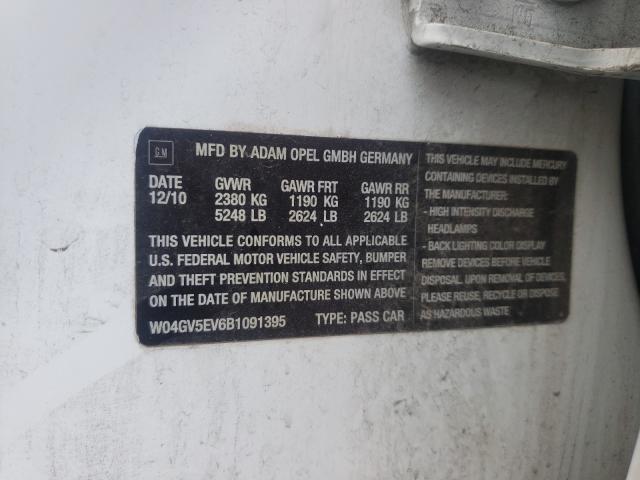 GM
MFD BY ADAM OPEL GMBH GERMANY
DATE GVWR GAWR FRT GAWR RR
12/10 2380 KG 1190 KG 1190 KG
5248 LB 2624 LB 2624 LB
THIS VEHICLE CONFORMS TO ALL APPLICABLE
U.S. FEDERAL MOTOR VEHICLE SAFETY, BUMPER
AND THEFT PREVENTION STANDARDS IN EFFECT
ON THE DATE OF MANUFACTURE SHOWN ABOVE
W04GV5EV6B1091395 TYPE: PASS CAR
THIS VEHICLE MAY INCLUDE MERCURY
CONTAINING DEVICES INSTALLED BY
THE MANUFACTURER:
- HIGH INTENSITY DISCHARGE
HEADLAMPS
- BACK LIGHTING COLOR DISPLAY
REMOVE DEVICES BEFORE VEHICLE
DISPOSAL. UPON REMOVAL OF DEVICES,
PLEASE REUSE, RECYCLE OR DISPOSE
AS HAZARDOUS WASTE